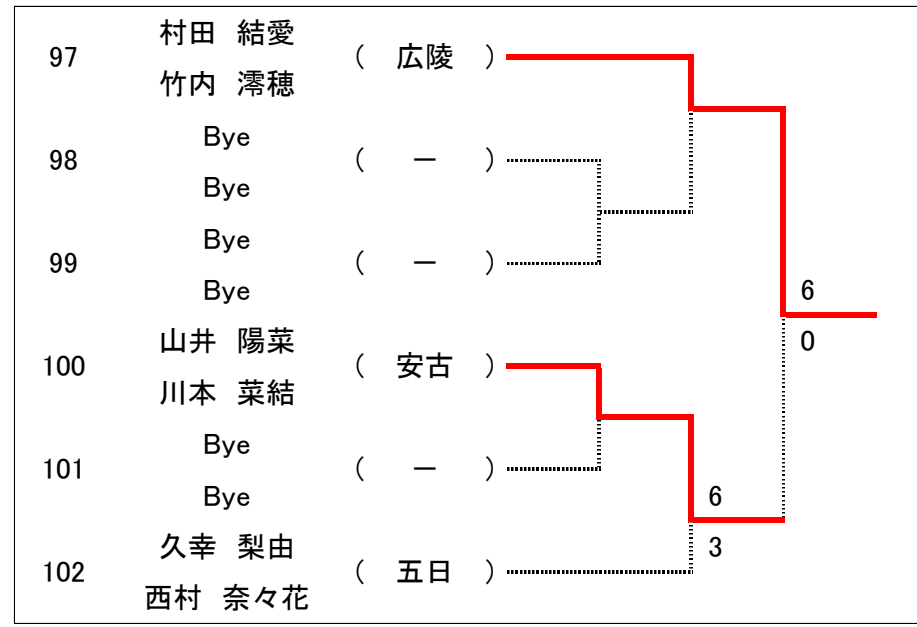 村田 結愛
97 ( 広陵 )
竹内 澪穂
Bye
98 ( ー )
Bye
Bye
99 ( ー )
Bye
6
0
山井 陽菜
100 ( 安古 )
川本 菜結
Bye
101 ( ー )
Bye
6
3
久幸 梨由
102 ( 五日 )
西村 奈々花